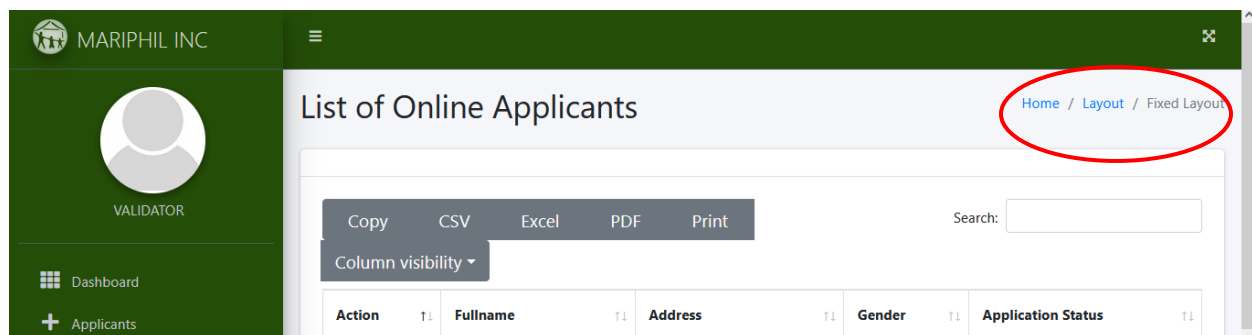 MARIPHIL INC
VALIDATOR
Dashboard
Applicants
List of Online Applicants
Home / Layout / Fixed Layout
Copy CSV Excel PDF Print
Search:
Column visibility
Action Fullname Address Gender Application Status